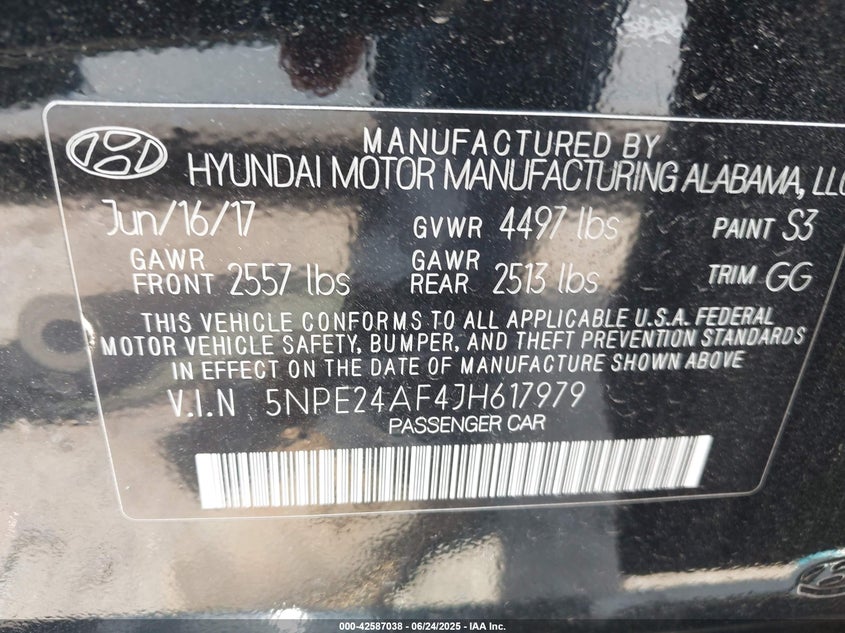 MANUFACTURED BY
HYUNDAI MOTOR MANUFACTURING ALABAMA, LLC
Jun/16/17 GVWR 4497 lbs PAINT S3
GAWR FRONT 2557 lbs GAWR REAR 2513 lbs TRIM GG
THIS VEHICLE CONFORMS TO ALL APPLICABLE U.S.A. FEDERAL
MOTOR VEHICLE SAFETY, BUMPER, AND THEFT PREVENTION STANDARDS
IN EFFECT ON THE DATE OF MANUFACTURE SHOWN ABOVE
V.I.N 5NPE24AF4JH617979
PASSENGER CAR
000-42587038 - 06/24/2025 - IAA Inc.